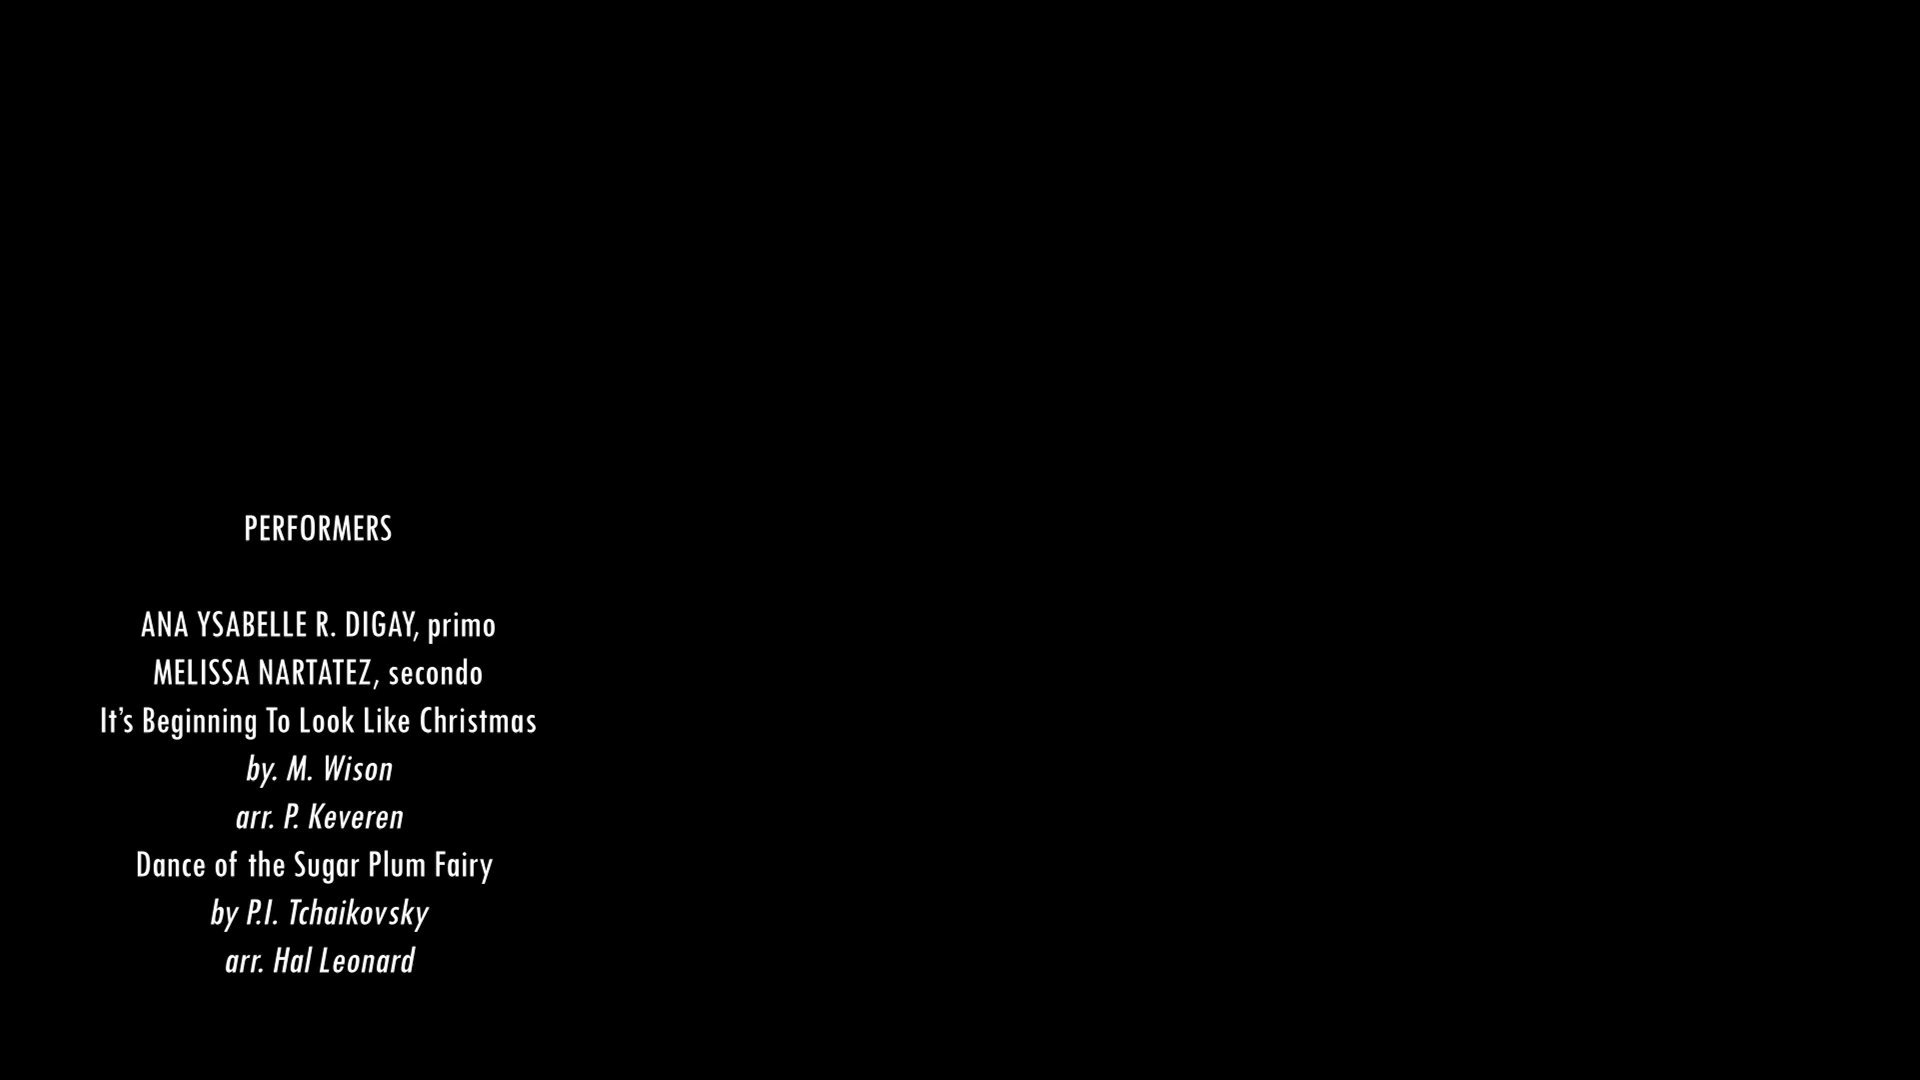 PERFORMERS
ANA YSABELLE R. DIGAY, primo
MELISSA NARTATEZ, secondo
It’s Beginning To Look Like Christmas
by. M. Wison
arr. P. Keveren
Dance of the Sugar Plum Fairy
by P.I. Tchaikovsky
arr. Hal Leonard